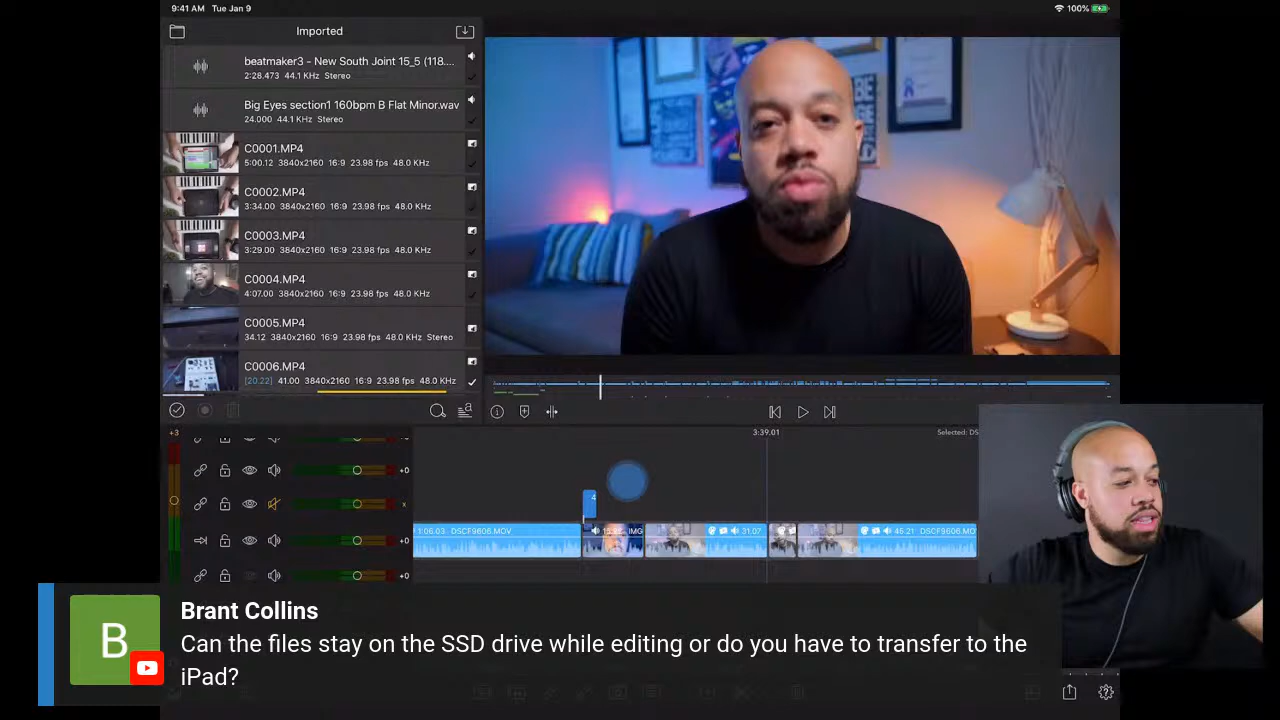 9:41 AM Tue Jan 9
100%
Imported
beatmaker3 - New South Joint 15_5 (118....
2:28.473 44.1 KHz Stereo
Big Eyes section1 160bpm B Flat Minor.wav
24.000 44.1 KHz Stereo
C0001.MP4
5:00.12 3840x2160 16:9 23.98 fps 48.0 KHz
C0002.MP4
3:34.00 3840x2160 16:9 23.98 fps 48.0 KHz
C0003.MP4
3:29.00 3840x2160 16:9 23.98 fps 48.0 KHz
C0004.MP4
4:07.00 3840x2160 16:9 23.98 fps 48.0 KHz
C0005.MP4
34.12 3840x2160 16:9 23.98 fps 48.0 KHz Stereo
C0006.MP4
[20.22] 41.00 3840x2160 16:9 23.98 fps 48.0 KHz
+3
3:39.01
Selected: DS
+0
4
x
1:06.03 DSCF9606.MOV
IMG
31.07
45.21 DSCF9606.MOV
+0
+0
B
Brant Collins
Can the files stay on the SSD drive while editing or do you have to transfer to the
iPad?